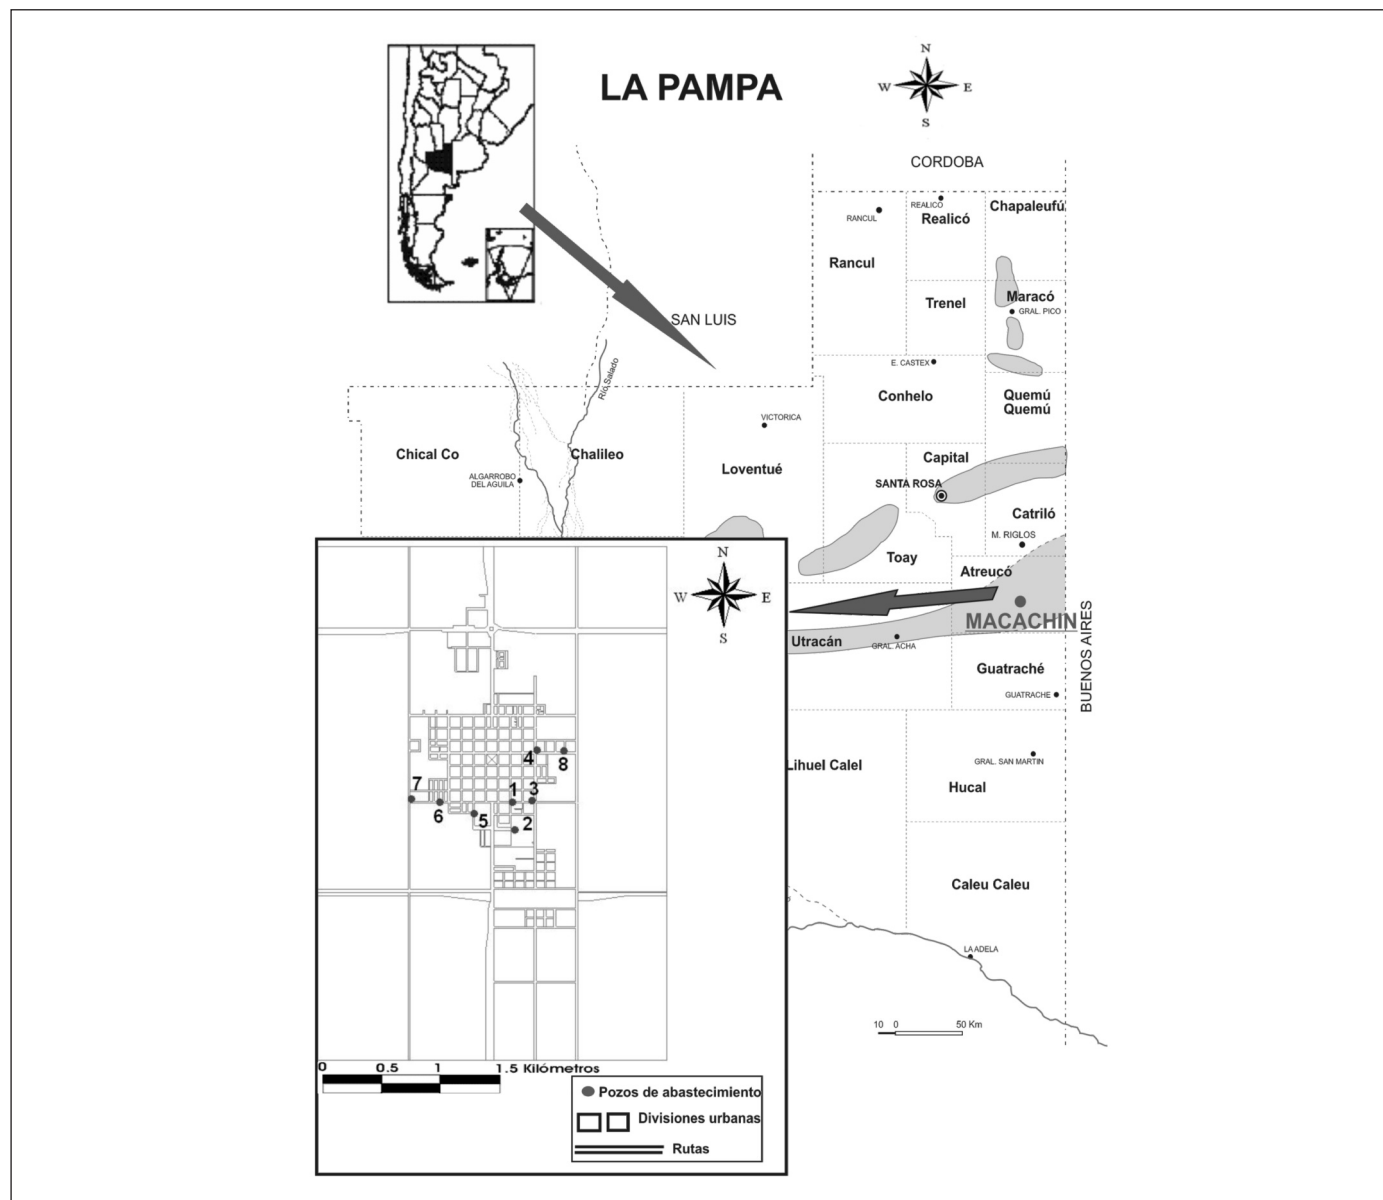 LA PAMPA
N
W
E
S
CORDOBA
REALICO
RANCUL
Realicó
Chapaleufú
Rancul
Trenel
Maracó
GRAL. PICO
SAN LUIS
E. CASTEX
Río Salado
Conhelo
Quemú
Quemú
VICTORICA
Chical Co
Chalileo
Loventué
Capital
ALGARROBO
DEL AGUILA
SANTA ROSA
Catriló
M. RIGLOS
Toay
Atreucó
MACACHIN
BUENOS AIRES
Utracán
GRAL. ACHA
Guatraché
GUATRACHE
Lihuel Calel
GRAL. SAN MARTIN
Hucal
Caleu Caleu
LA ADELA
10 0 50 Km
N
W
E
S
4
8
7
1
3
6
5
2
0 0.5 1 1.5 Kilómetros
Pozos de abastecimiento
Divisiones urbanas
Rutas